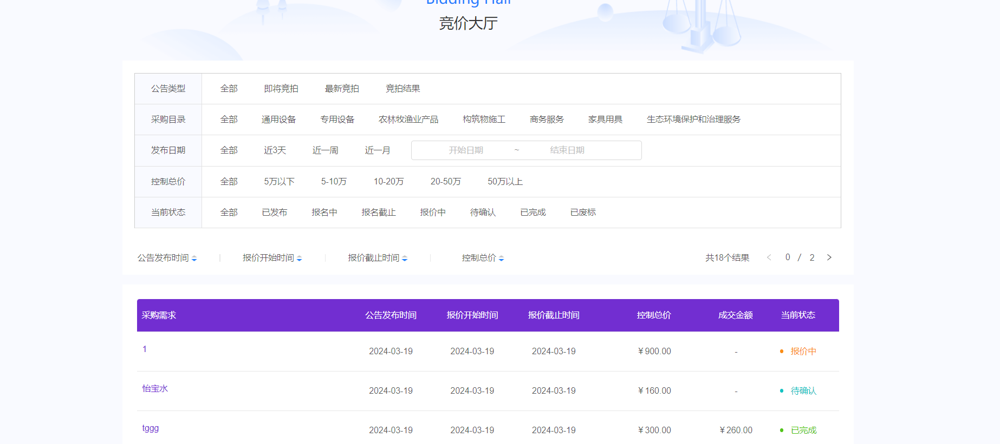 Bidding Hall
竞价大厅
公告类型 全部 即将竞拍 最新竞拍 竞拍结果
采购目录 全部 通用设备 专用设备 农林牧渔业产品 构筑物施工 商务服务 家具用具 生态环境保护和治理服务
发布日期 全部 近3天 近一周 近一月 开始日期 ~ 结束日期
控制总价 全部 5万以下 5-10万 10-20万 20-50万 50万以上
当前状态 全部 已发布 报名中 报名截止 报价中 待确认 已完成 已废标
公告发布时间 报价开始时间 报价截止时间 控制总价 共18个结果 < 0 / 2 >
采购需求 公告发布时间 报价开始时间 报价截止时间 控制总价 成交金额 当前状态
1 2024-03-19 2024-03-19 2024-03-19 ¥900.00 - 报价中
怡宝水 2024-03-19 2024-03-19 2024-03-19 ¥160.00 - 待确认
tggg 2024-03-19 2024-03-19 2024-03-19 ¥300.00 ¥260.00 已完成